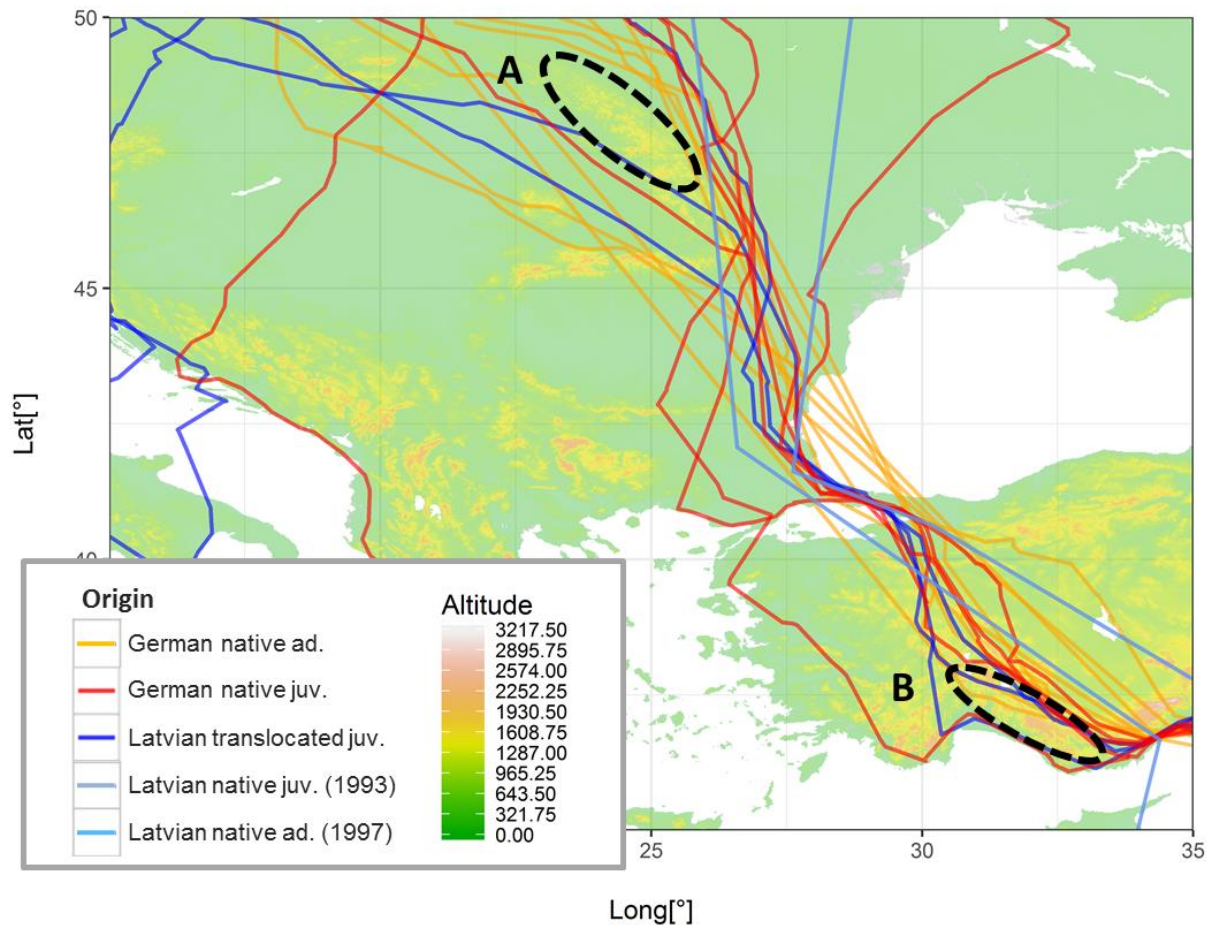 50
A
45
Lat[°]
B
Origin
German native ad.
German native juv.
Latvian translocated juv.
Latvian native juv. (1993)
Latvian native ad. (1997)
Altitude
3217.50
2895.75
2574.00
2252.25
1930.50
1608.75
1287.00
965.25
643.50
321.75
0.00
25
30
35
Long[°]